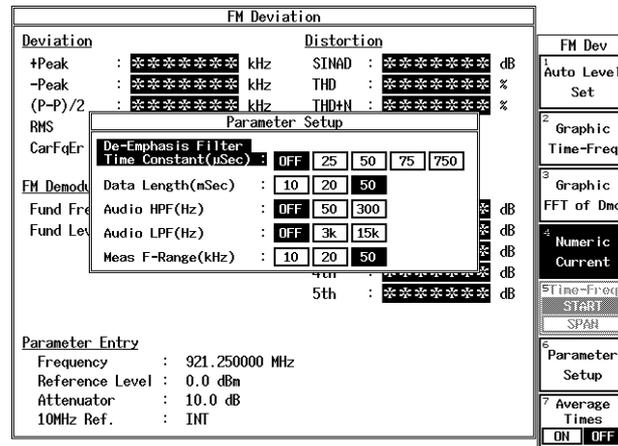 FM Deviation
Deviation
Distortion
+Peak : ******* kHz
SINAD : ******* dB
-Peak : ******* kHz
THD : ******* %
(P-P)/2 : ******* kHz
THD+N : ******* %
RMS
CarFqEr
FM Demodu
Fund Fre
Fund Lev
dB
dB
dB
dB
5th : ******* dB
Parameter Setup
De-Emphasis Filter
Time Constant(µSec) : OFF 25 50 75 750
Data Length(mSec) : 10 20 50
Audio HPF(Hz) : OFF 50 300
Audio LPF(Hz) : OFF 3k 15k
Meas F-Range(kHz) : 10 20 50
Parameter Entry
Frequency : 921.250000 MHz
Reference Level : 0.0 dBm
Attenuator : 10.0 dB
10MHz Ref. : INT
FM Dev
1
Auto Level
Set
2
Graphic
Time-Freq
3
Graphic
FFT of Dmo
4
Numeric
Current
5Time-Freq
START
SPAN
6
Parameter
Setup
7 Average
Times
ON OFF